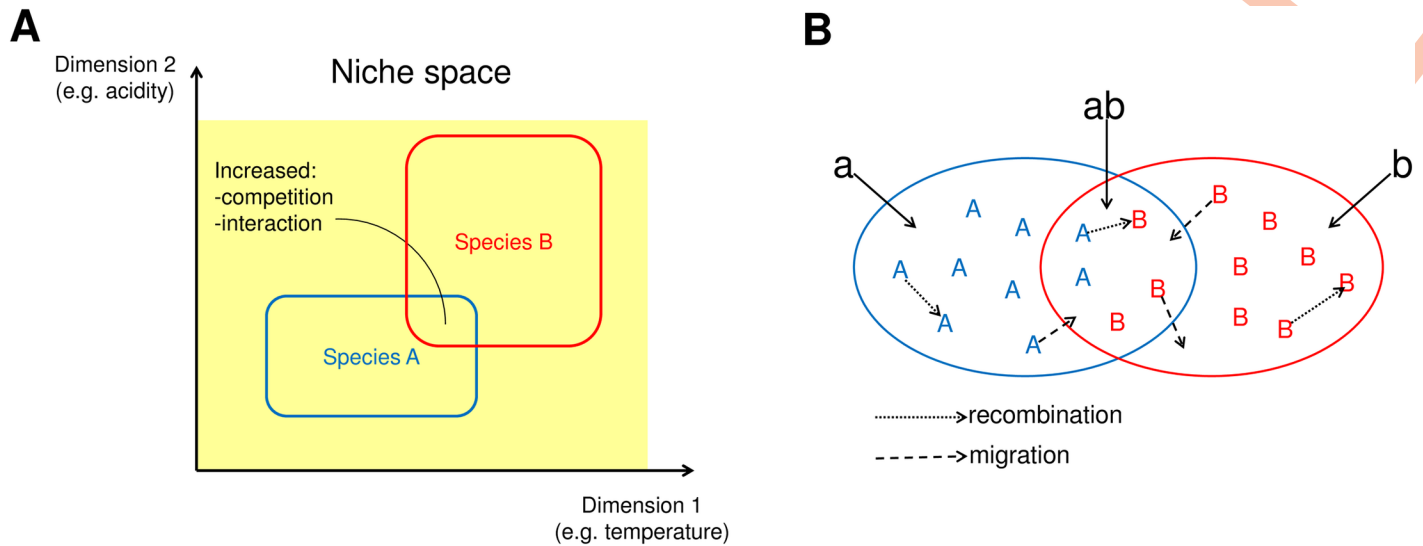 A
Dimension 2
(e.g. acidity)
Niche space
Increased:
-competition
-interaction
Species B
Species A
Dimension 1
(e.g. temperature)
B
ab
a
b
A
A
A
B
B
B
A
A
A
A
B
B
B
B
A
B
B
B
A
→recombination
→migration